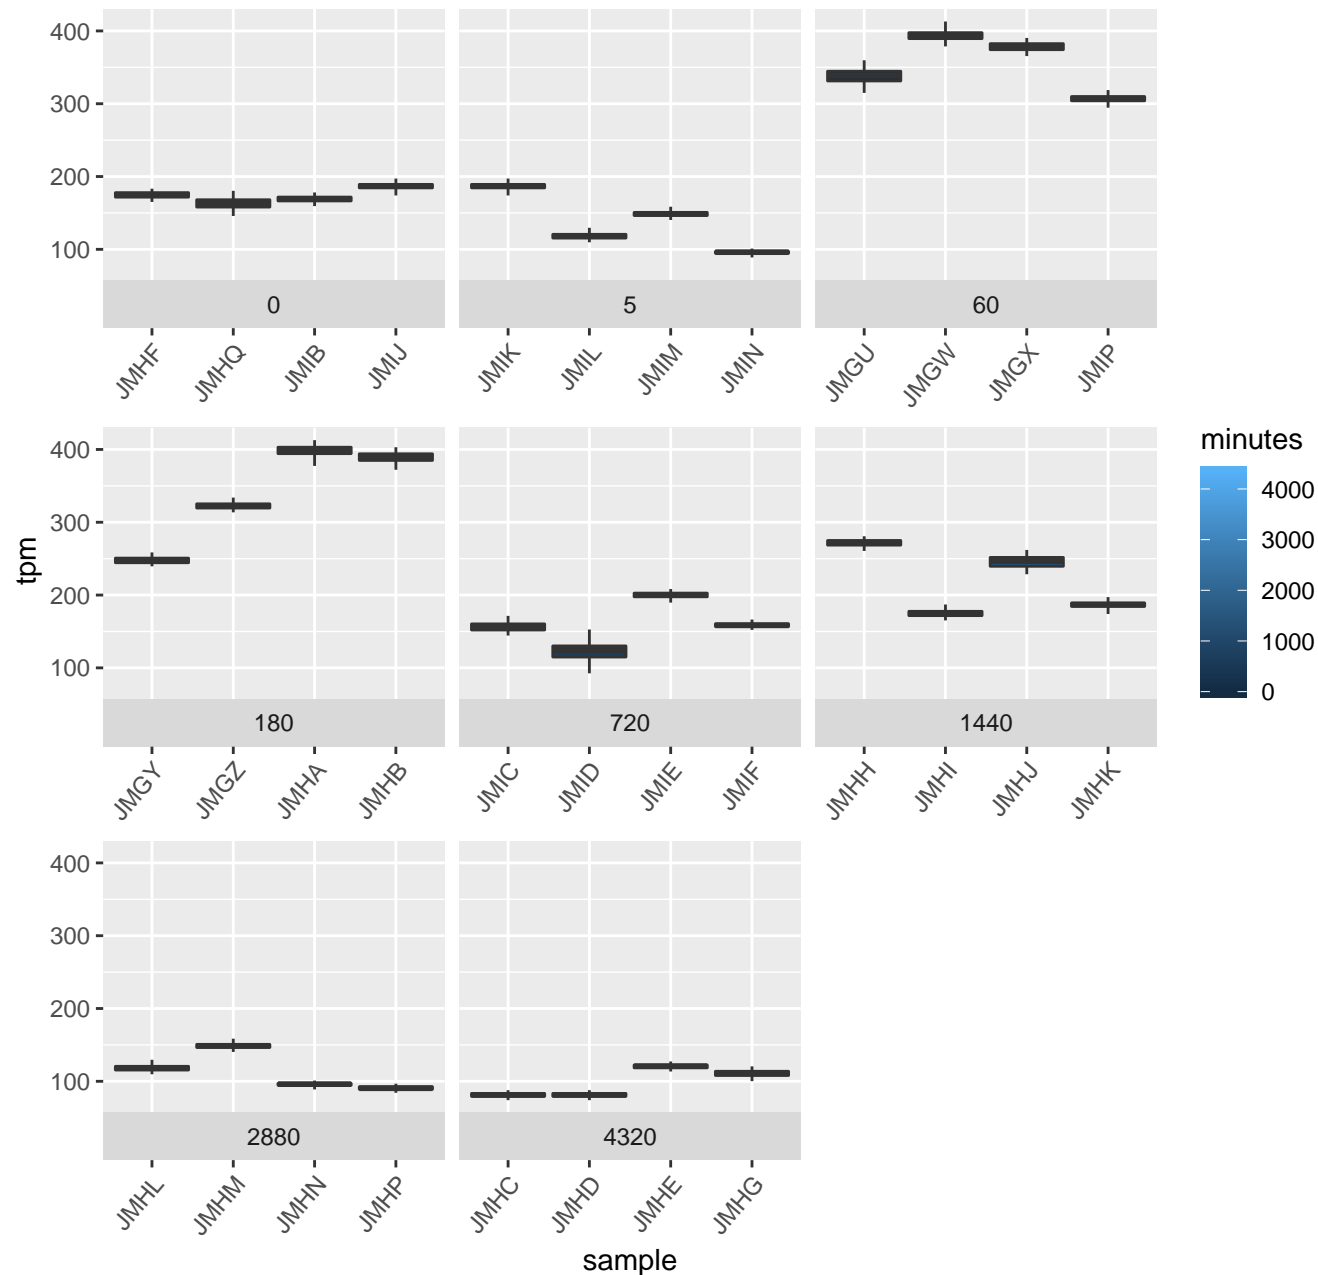 400
300
200
100
0
5
60
JMHF
JMHQ
JMIB
JMIJ
JMIK
JMIL
JMIM
JMIN
JMGU
JMGW
JMGX
JMIP
tpm
400
300
200
100
180
720
1440
JMGY
JMGZ
JMHA
JMHB
JMIC
JMID
JMIE
JMIF
JMHH
JMHI
JMHJ
JMHK
minutes
4000
3000
2000
1000
0
400
300
200
100
2880
4320
JMHL
JMHM
JMHN
JMHP
JMHC
JMHD
JMHE
JMHG
sample